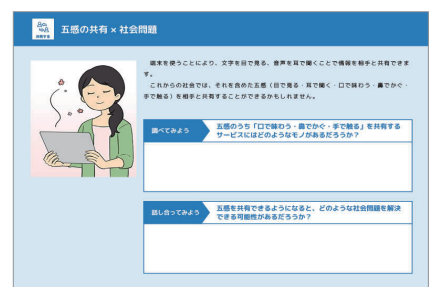 五感の共有 × 社会問題
端末を使うことにより、文字を目で見る、音声を耳で聞くことで情報を相手と共有できま
す。
これからの社会では、それを含めた五感（目で見る・耳で聞く・口で味わう・鼻でかぐ・
手で触る）を相手と共有することができるかもしれません。
調べてみよう
五感のうち「口で味わう・鼻でかぐ・手で触る」を共有する
サービスにはどのようなモノがあるだろうか？
話し合ってみよう
五感を共有できるようになると、どのような社会問題を解決
できる可能性があるだろうか？